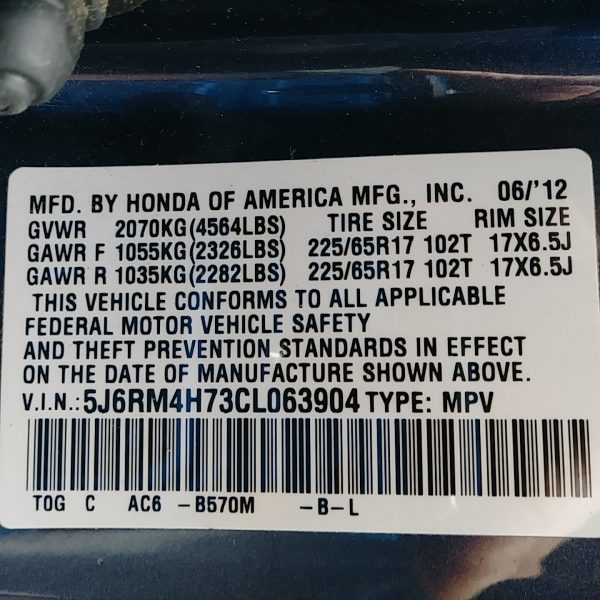 MFD. BY HONDA OF AMERICA MFG., INC. 06/'12
GVWR 2070KG(4564LBS) TIRE SIZE RIM SIZE
GAWR F 1055KG(2326LBS) 225/65R17 102T 17X6.5J
GAWR R 1035KG(2282LBS) 225/65R17 102T 17X6.5J
THIS VEHICLE CONFORMS TO ALL APPLICABLE
FEDERAL MOTOR VEHICLE SAFETY
AND THEFT PREVENTION STANDARDS IN EFFECT
ON THE DATE OF MANUFACTURE SHOWN ABOVE.
V.I.N.: 5J6RM4H73CL063904 TYPE: MPV
T0G C AC6 -B570M -B-L